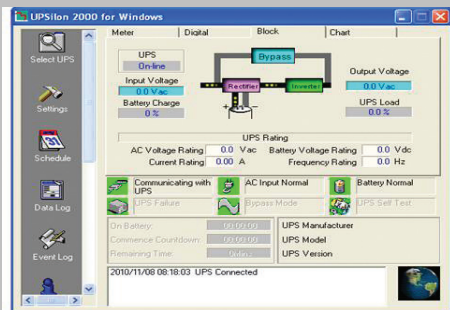 UPSilon 2000 for Windows
Meter Digital Block Chart
Select UPS
Settings
Schedule
Data Log
Event Log
UPS
On-line
Input Voltage
0.0 Vac
Battery Charge
0 %
Bypass
Rectifier
Inverter
Output Voltage
0.0 Vac
UPS Load
0.0 %
UPS Rating
AC Voltage Rating 0.0 Vac Battery Voltage Rating 0.0 Vdc
Current Rating 0.00 A Frequency Rating 0.0 Hz
Communicating with UPS
AC Input Normal
Battery Normal
UPS Failure
Bypass Mode
UPS Self Test
On Battery: 00:00:00
Commence Countdown: 00:00:00
Remaining Time:
UPS Manufacturer
UPS Model
UPS Version
2010/11/08 08:18:03 UPS Connected